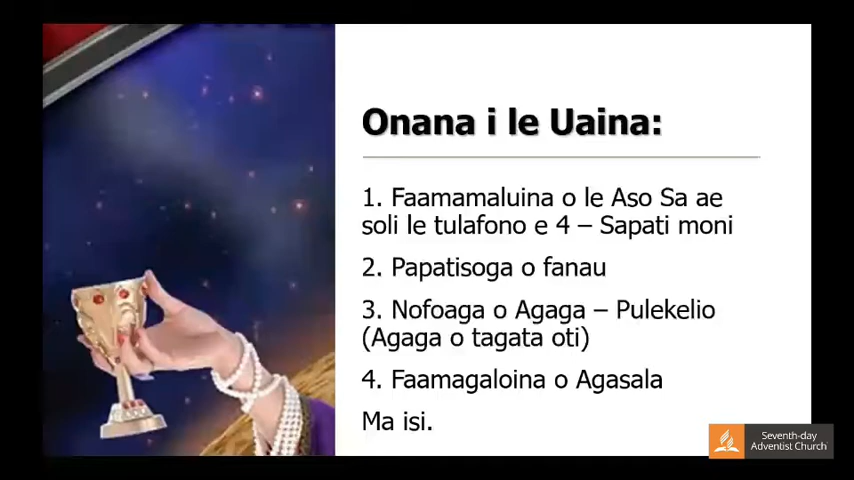 Onana i le Uaina:
1. Faamamaluina o le Aso Sa ae
soli le tulafono e 4 – Sapati moni
2. Papatisoga o fanau
3. Nofoaga o Agaga – Pulekelio
(Agaga o tagata oti)
4. Faamagaloina o Agasala
Ma isi.
Seventh-day
Adventist Church